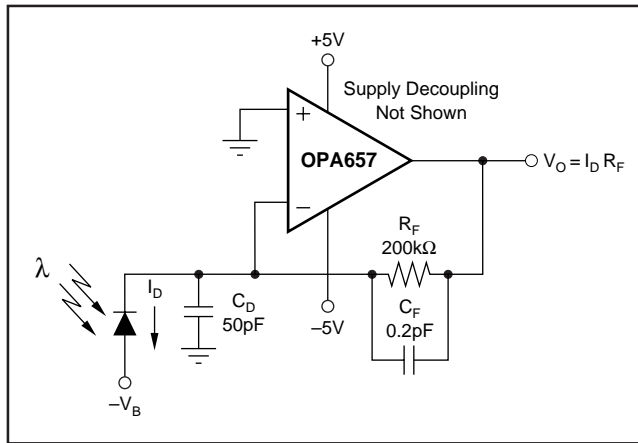 +5V
Supply Decoupling
Not Shown
+
OPA657
−
V_O = I_D R_F
R_F
200kΩ
λ
I_D
C_D
50pF
−5V
C_F
0.2pF
−V_B